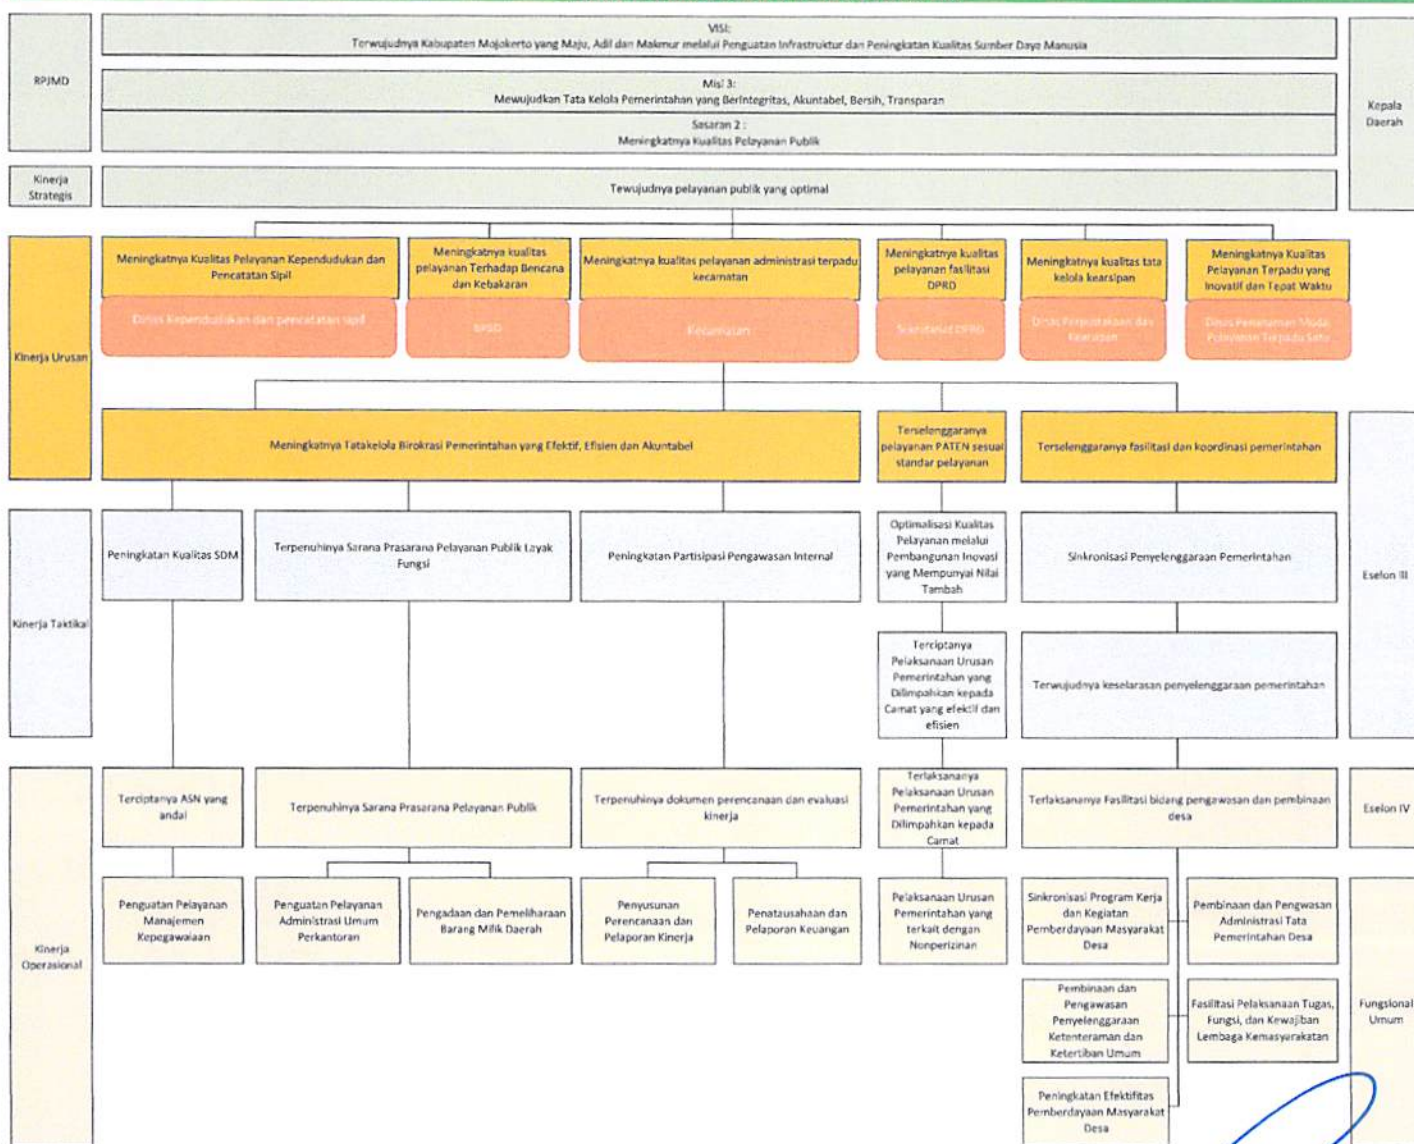 VISI:
Terwujudnya Kabupaten Mojokerto yang Maju, Adil dan Makmur melalui Penguatan Infrastruktur dan Peningkatan Kualitas Sumber Daya Manusia
RPJMD
Misi 3:
Mewujudkan Tata Kelola Pemerintahan yang Berintegritas, Akuntabel, Bersih, Transparan
Sasaran 2 :
Meningkatnya Kualitas Pelayanan Publik
Kepala
Daerah
Kinerja
Strategis
Tewujudnya pelayanan publik yang optimal
Kinerja Urusan
Meningkatnya Kualitas Pelayanan Kependudukan dan
Pencatatan Sipil
Meningkatnya kualitas
pelayanan Terhadap Bencana
dan Kebakaran
Meningkatnya kualitas pelayanan administrasi terpadu
kecamatan
Meningkatnya kualitas
pelayanan fasilitasi
DPRD
Meningkatnya kualitas tata
kelola kearsipan
Meningkatnya Kualitas
Pelayanan Terpadu yang
Inovatif dan Tepat Waktu
Dinas Kependudukan dan pencatatan sipil
BPBD
Kecamatan
Sekretariat DPRD
Dinas Perpustakaan dan
Kearsipan
Dinas Penanaman Modal
Pelayanan Terpadu Satu
Meningkatnya Tatakelola Birokrasi Pemerintahan yang Efektif, Efisien dan Akuntabel
Terselenggaranya
pelayanan PATEN sesuai
standar pelayanan
Terselenggaranya fasilitasi dan koordinasi pemerintahan
Eselon III
Kinerja Taktikal
Peningkatan Kualitas SDM
Terpenuhinya Sarana Prasarana Pelayanan Publik Layak
Fungsi
Peningkatan Partisipasi Pengawasan Internal
Optimalisasi Kualitas
Pelayanan melalui
Pembangunan Inovasi
yang Mempunyai Nilai
Tambah
Sinkronisasi Penyelenggaraan Pemerintahan
Terciptanya
Pelaksanaan Urusan
Pemerintahan yang
Dilimpahkan kepada
Camat yang efektif dan
efisien
Terwujudnya keselarasan penyelenggaraan pemerintahan
Kinerja
Operasional
Terciptanya ASN yang
andal
Terpenuhinya Sarana Prasarana Pelayanan Publik
Terpenuhinya dokumen perencanaan dan evaluasi
kinerja
Terlaksananya
Pelaksanaan Urusan
Pemerintahan yang
Dilimpahkan kepada
Camat
Terlaksananya Fasilitasi bidang pengawasan dan pembinaan
desa
Eselon IV
Penguatan Pelayanan
Manajemen
Kepegawaiaan
Penguatan Pelayanan
Administrasi Umum
Perkantoran
Pengadaan dan Pemeliharaan
Barang Milik Daerah
Penyusunan
Perencanaan dan
Pelaporan Kinerja
Penatausahaan dan
Pelaporan Keuangan
Pelaksanaan Urusan
Pemerintahan yang
terkait dengan
Nonperizinan
Sinkronisasi Program Kerja
dan Kegiatan
Pemberdayaan Masyarakat
Desa
Pembinaan dan Pengwasan
Administrasi Tata
Pemerintahan Desa
Fungsional
Umum
Pembinaan dan
Pengawasan
Penyelenggaraan
Ketenteraman dan
Ketertiban Umum
Fasilitasi Pelaksanaan Tugas,
Fungsi, dan Kewajiban
Lembaga Kemasyarakatan
Peningkatan Efektifitas
Pemberdayaan Masyarakat
Desa